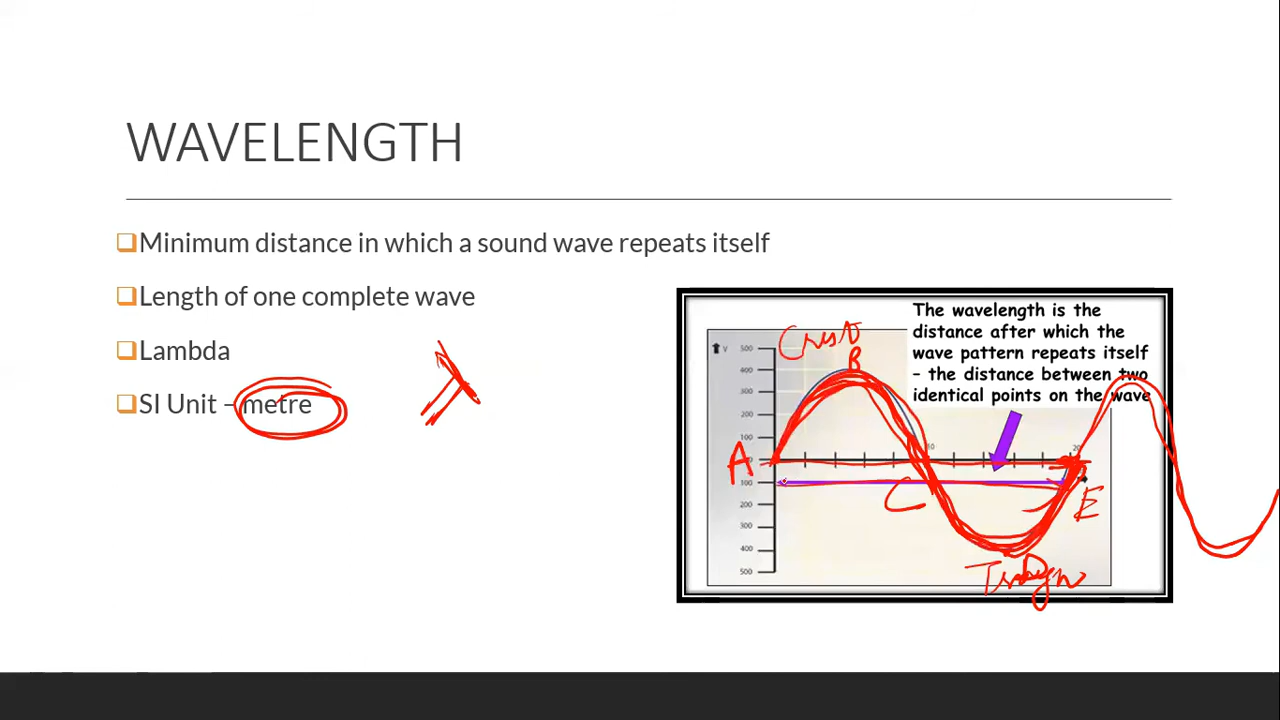 WAVELENGTH
❑Minimum distance in which a sound wave repeats itself
❑Length of one complete wave
❑Lambda
❑SI Unit – metre
λ
The wavelength is the
distance after which the
wave pattern repeats itself
– the distance between two
identical points on the wave
Crest
B
Y
500
400
300
200
100
A
10
20
100
200
300
400
500
C
E
D